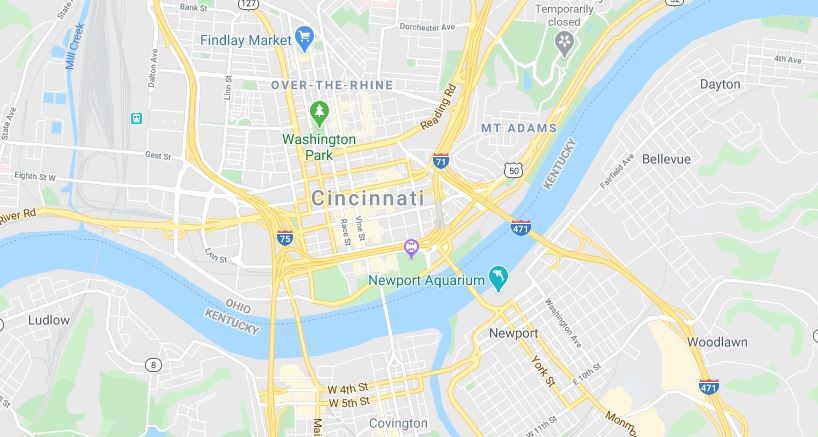 Bank St
127
52
Temporarily
closed
Dorchester Ave
Findlay Market
Mill Creek
Dalton Ave
Linn St
4th Ave
Dayton
OVER-THE-RHINE
State Ave
Reading Rd
Washington
Park
MT ADAMS
Gest St
71
50
KENTUCKY
Fairfield Ave
Bellevue
Eighth St W
Cincinnati
River Rd
Race St
Vine St
471
75
Linn St
Newport Aquarium
OHIO
KENTUCKY
Ludlow
Washington Ave
Newport
Woodlawn
8
York St
E 10th St
W 4th St
W 5th St
471
Main
Covington
W 11th St
Monm